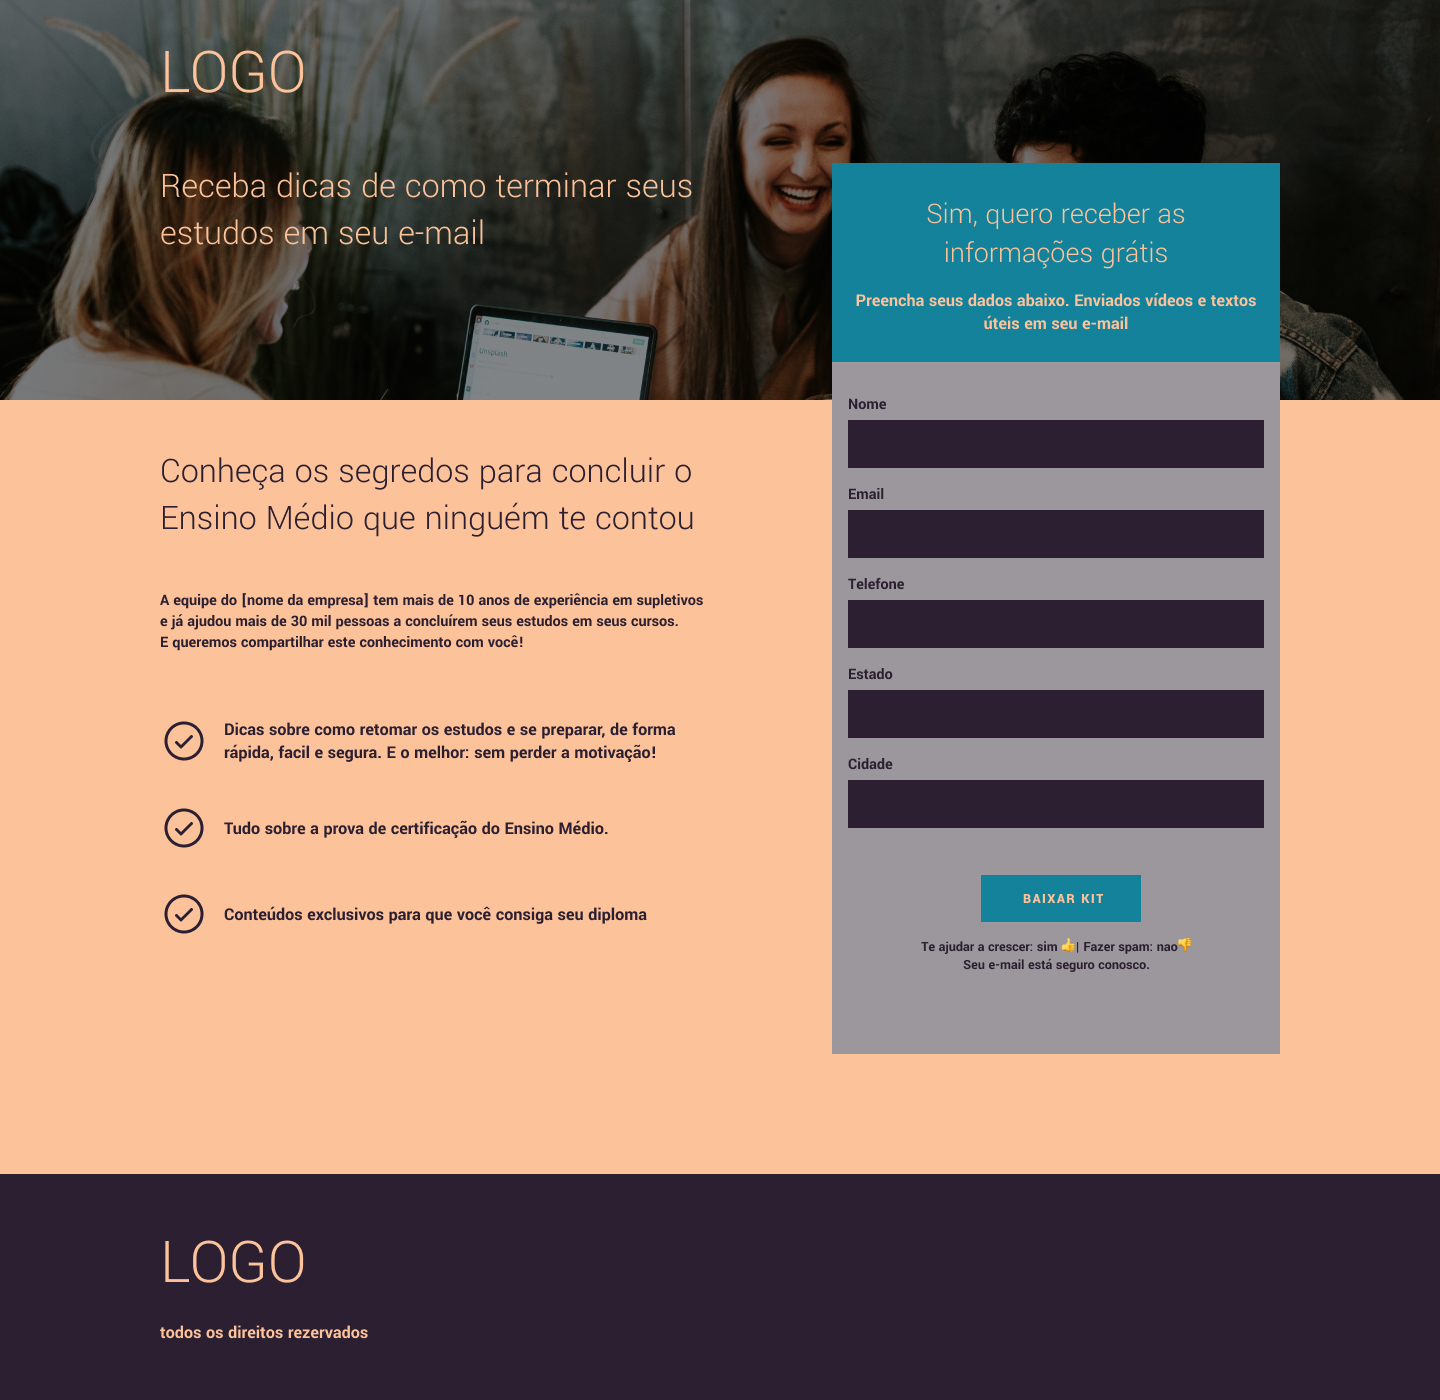 LOGO
Receba dicas de como terminar seus
estudos em seu e-mail
Unsplash
Sim, quero receber as
informações grátis
Preencha seus dados abaixo. Enviados vídeos e textos
úteis em seu e-mail
Nome
Email
Telefone
Estado
Cidade
BAIXAR KIT
Te ajudar a crescer: sim 👍| Fazer spam: nao👎
Seu e-mail está seguro conosco.
Conheça os segredos para concluir o
Ensino Médio que ninguém te contou
A equipe do [nome da empresa] tem mais de 10 anos de experiência em supletivos
e já ajudou mais de 30 mil pessoas a concluírem seus estudos em seus cursos.
E queremos compartilhar este conhecimento com você!
Dicas sobre como retomar os estudos e se preparar, de forma
rápida, facil e segura. E o melhor: sem perder a motivação!
Tudo sobre a prova de certificação do Ensino Médio.
Conteúdos exclusivos para que você consiga seu diploma
LOGO
todos os direitos rezervados